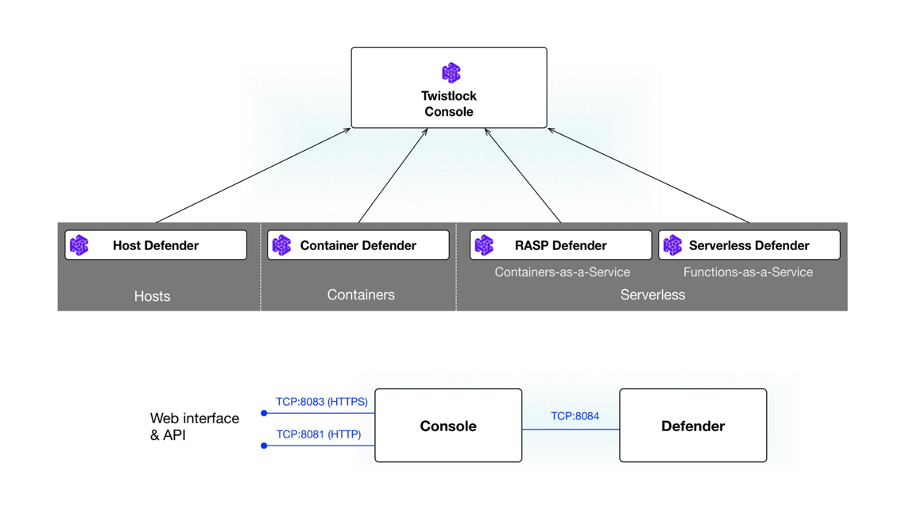 Twistlock
Console
Host Defender
Container Defender
RASP Defender
Serverless Defender
Containers-as-a-Service
Functions-as-a-Service
Hosts
Containers
Serverless
Web interface
& API
TCP:8083 (HTTPS)
TCP:8081 (HTTP)
Console
TCP:8084
Defender